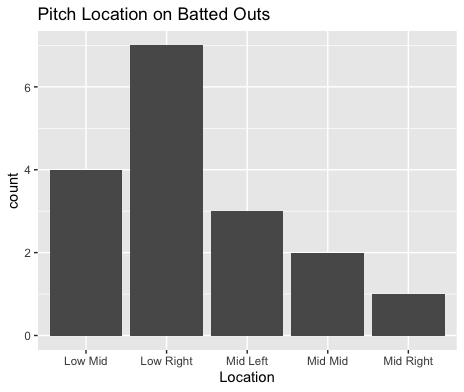 Pitch Location on Batted Outs
count
6
4
2
0
Low Mid Low Right Mid Left Mid Mid Mid Right
Location